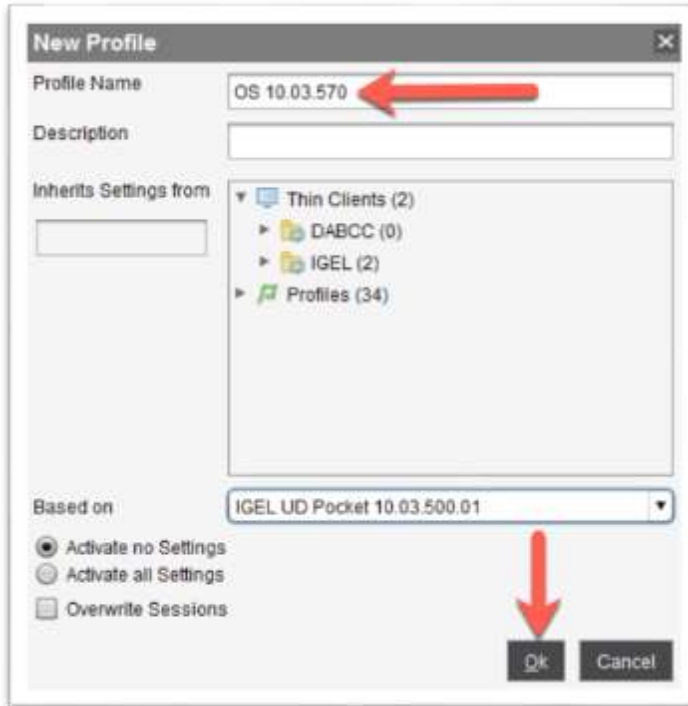 New Profile
Profile Name
OS 10.03.570
Description
Inherits Settings from
Thin Clients (2)
DABCC (0)
IGEL (2)
Profiles (34)
Based on
IGEL UD Pocket 10.03.500.01
Activate no Settings
Activate all Settings
Overwrite Sessions
Ok
Cancel